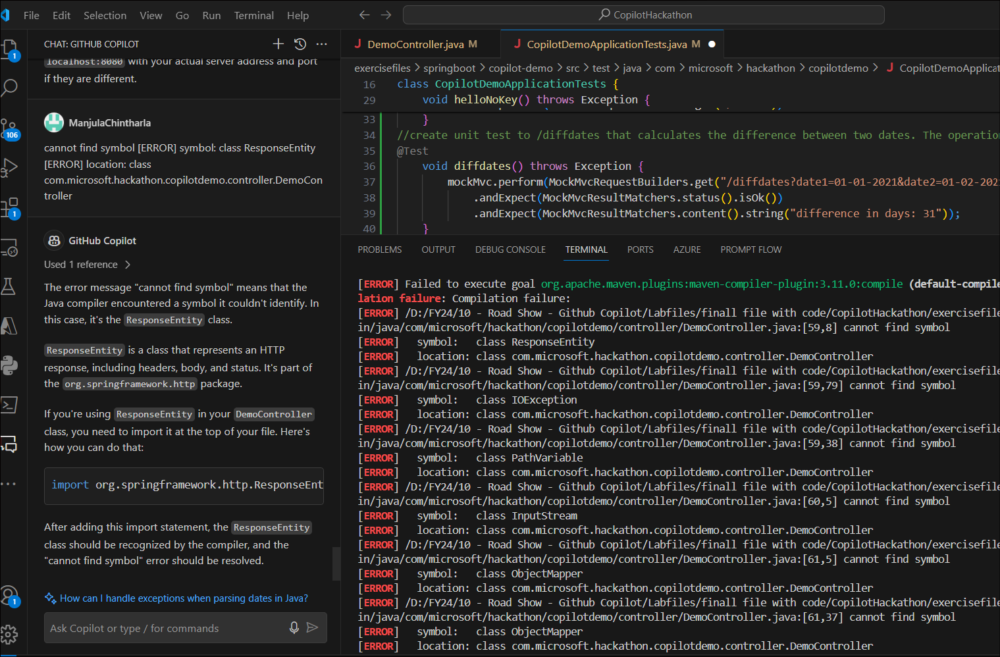 File Edit Selection View Go Run Terminal Help
CopilotHackathon
CHAT: GITHUB COPILOT
localhost:8080 with your actual server address and port
if they are different.
ManjulaChintharla
cannot find symbol [ERROR] symbol: class ResponseEntity
[ERROR] location: class
com.microsoft.hackathon.copilotdemo.controller.DemoCon
troller
GitHub Copilot
Used 1 reference
The error message "cannot find symbol" means that the
Java compiler encountered a symbol it couldn't identify. In
this case, it's the ResponseEntity class.
ResponseEntity is a class that represents an HTTP
response, including headers, body, and status. It's part of
the org.springframework.http package.
If you're using ResponseEntity in your DemoController
class, you need to import it at the top of your file. Here's
how you can do that:
import org.springframework.http.ResponseEnt
After adding this import statement, the ResponseEntity
class should be recognized by the compiler, and the
"cannot find symbol" error should be resolved.
How can I handle exceptions when parsing dates in Java?
Ask Copilot or type / for commands
1
106
1
1
DemoController.java M
CopilotDemoApplicationTests.java M
exercisefiles > springboot > copilot-demo > src > test > java > com > microsoft > hackathon > copilotdemo > CopilotDemoApplicat
16 class CopilotDemoApplicationTests {
29 void helloNoKey() throws Exception {
33 }
34 //create unit test to /diffdates that calculates the difference between two dates. The operatio
35 @Test
36 void diffdates() throws Exception {
37 mockMvc.perform(MockMvcRequestBuilders.get("/diffdates?date1=01-01-2021&date2=01-02-202
38 .andExpect(MockMvcResultMatchers.status().isOk())
39 .andExpect(MockMvcResultMatchers.content().string("difference in days: 31"));
40 }
PROBLEMS OUTPUT DEBUG CONSOLE TERMINAL PORTS AZURE PROMPT FLOW
[ERROR] Failed to execute goal org.apache.maven.plugins:maven-compiler-plugin:3.11.0:compile (default-compile
lation failure: Compilation failure:
[ERROR] /D:/FY24/10 - Road Show - Github Copilot/Labfiles/finall file with code/CopilotHackathon/exercisefile
in/java/com/microsoft/hackathon/copilotdemo/controller/DemoController.java:[59,8] cannot find symbol
[ERROR] symbol: class ResponseEntity
[ERROR] location: class com.microsoft.hackathon.copilotdemo.controller.DemoController
[ERROR] /D:/FY24/10 - Road Show - Github Copilot/Labfiles/finall file with code/CopilotHackathon/exercisefile
in/java/com/microsoft/hackathon/copilotdemo/controller/DemoController.java:[59,79] cannot find symbol
[ERROR] symbol: class IOException
[ERROR] location: class com.microsoft.hackathon.copilotdemo.controller.DemoController
[ERROR] /D:/FY24/10 - Road Show - Github Copilot/Labfiles/finall file with code/CopilotHackathon/exercisefile
in/java/com/microsoft/hackathon/copilotdemo/controller/DemoController.java:[59,38] cannot find symbol
[ERROR] symbol: class PathVariable
[ERROR] location: class com.microsoft.hackathon.copilotdemo.controller.DemoController
[ERROR] /D:/FY24/10 - Road Show - Github Copilot/Labfiles/finall file with code/CopilotHackathon/exercisefile
in/java/com/microsoft/hackathon/copilotdemo/controller/DemoController.java:[60,5] cannot find symbol
[ERROR] symbol: class InputStream
[ERROR] location: class com.microsoft.hackathon.copilotdemo.controller.DemoController
[ERROR] /D:/FY24/10 - Road Show - Github Copilot/Labfiles/finall file with code/CopilotHackathon/exercisefile
in/java/com/microsoft/hackathon/copilotdemo/controller/DemoController.java:[61,5] cannot find symbol
[ERROR] symbol: class ObjectMapper
[ERROR] location: class com.microsoft.hackathon.copilotdemo.controller.DemoController
[ERROR] /D:/FY24/10 - Road Show - Github Copilot/Labfiles/finall file with code/CopilotHackathon/exercisefile
in/java/com/microsoft/hackathon/copilotdemo/controller/DemoController.java:[61,37] cannot find symbol
[ERROR] symbol: class ObjectMapper
[ERROR] location: class com.microsoft.hackathon.copilotdemo.controller.DemoController